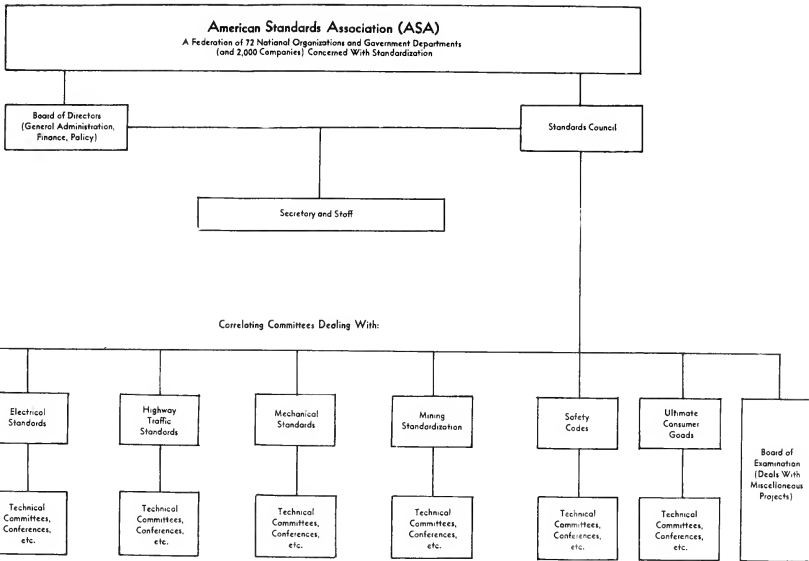 American Standards Association (ASA)
A Federation of 72 National Organizations and Government Departments
(and 2,000 Companies) Concerned With Standardization
Board of Directors
(General Administration,
Finance, Policy)
Standards Council
Secretary and Staff
Correlating Committees Dealing With:
Electrical
Standards
Highway
Traffic
Standards
Mechanical
Standards
Mining
Standardization
Safety
Codes
Ultimate
Consumer
Goods
Board of
Examination
(Deals With
Miscellaneous
Projects)
Technical
Committees,
Conferences,
etc.
Technical
Committees,
Conferences,
etc.
Technical
Committees,
Conferences,
etc.
Technical
Committees,
Conferences,
etc.
Technical
Committees,
Conferences,
etc.
Technical
Committees,
Conferences,
etc.